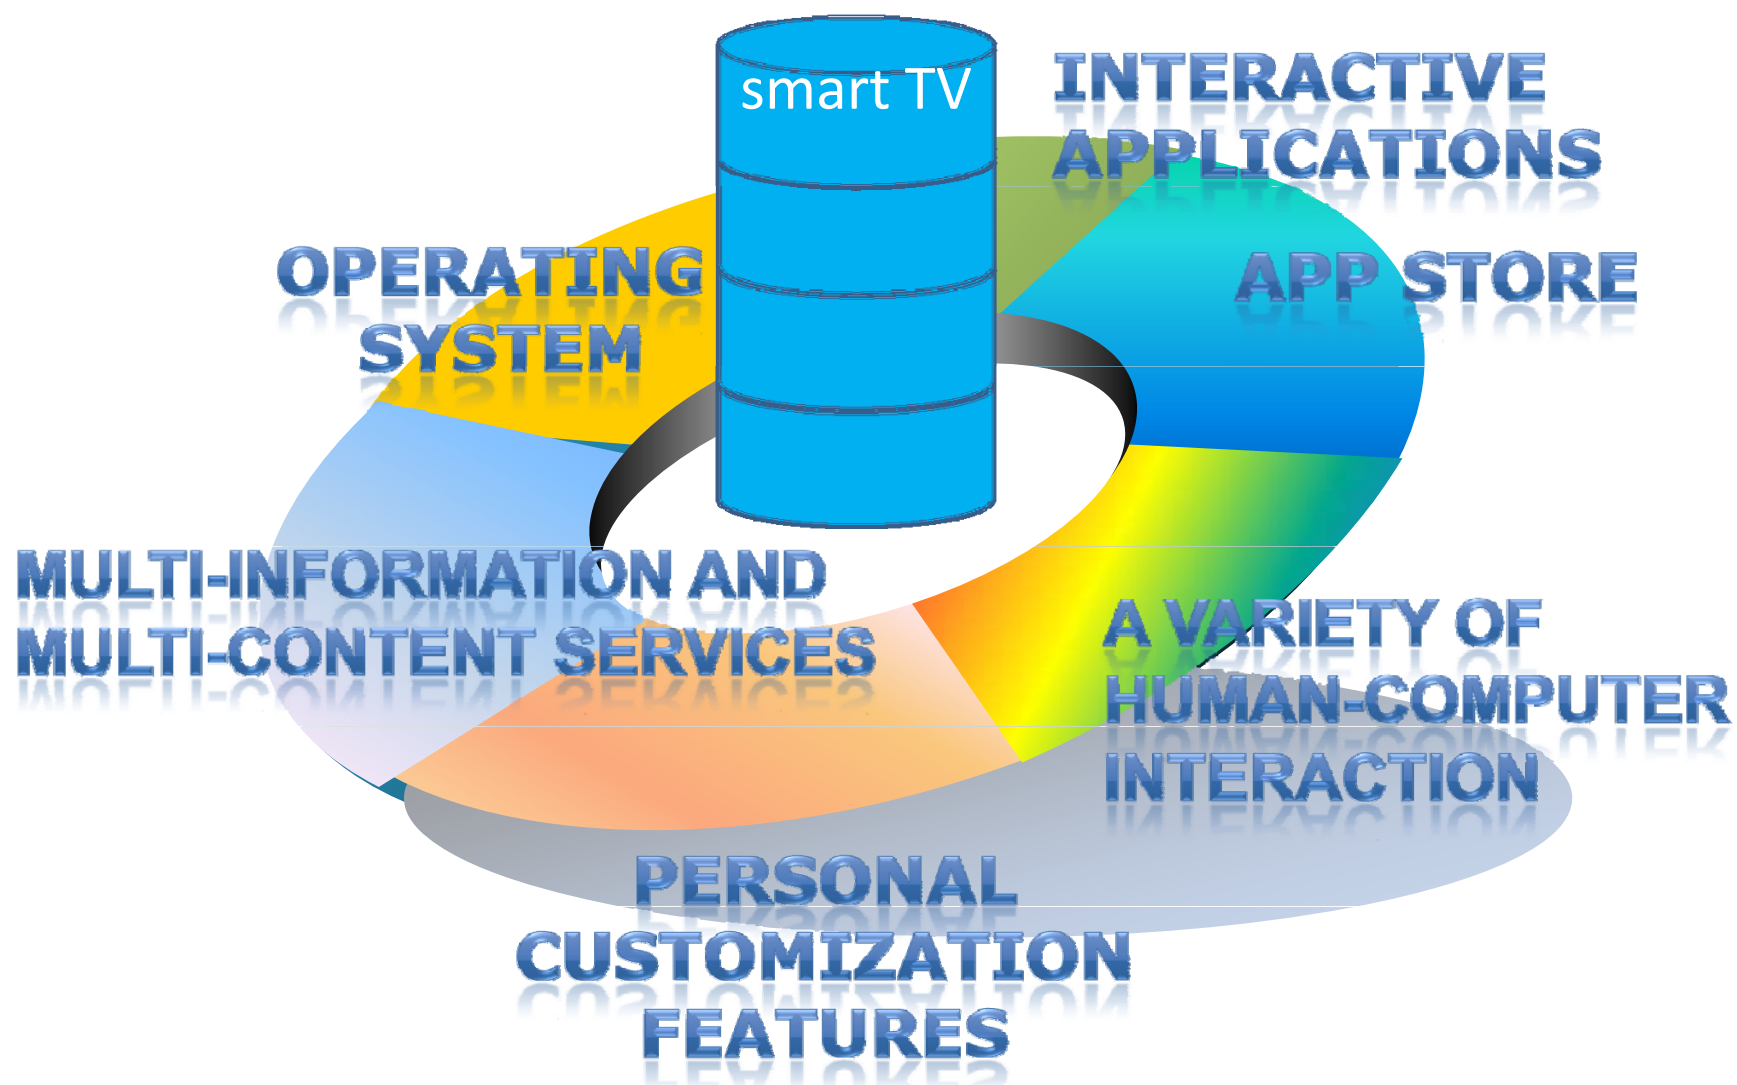 smart TV
INTERACTIVE
APPLICATIONS
APP STORE
OPERATING
SYSTEM
MULTI-INFORMATION AND
MULTI-CONTENT SERVICES
A VARIETY OF
HUMAN-COMPUTER
INTERACTION
PERSONAL
CUSTOMIZATION
FEATURES